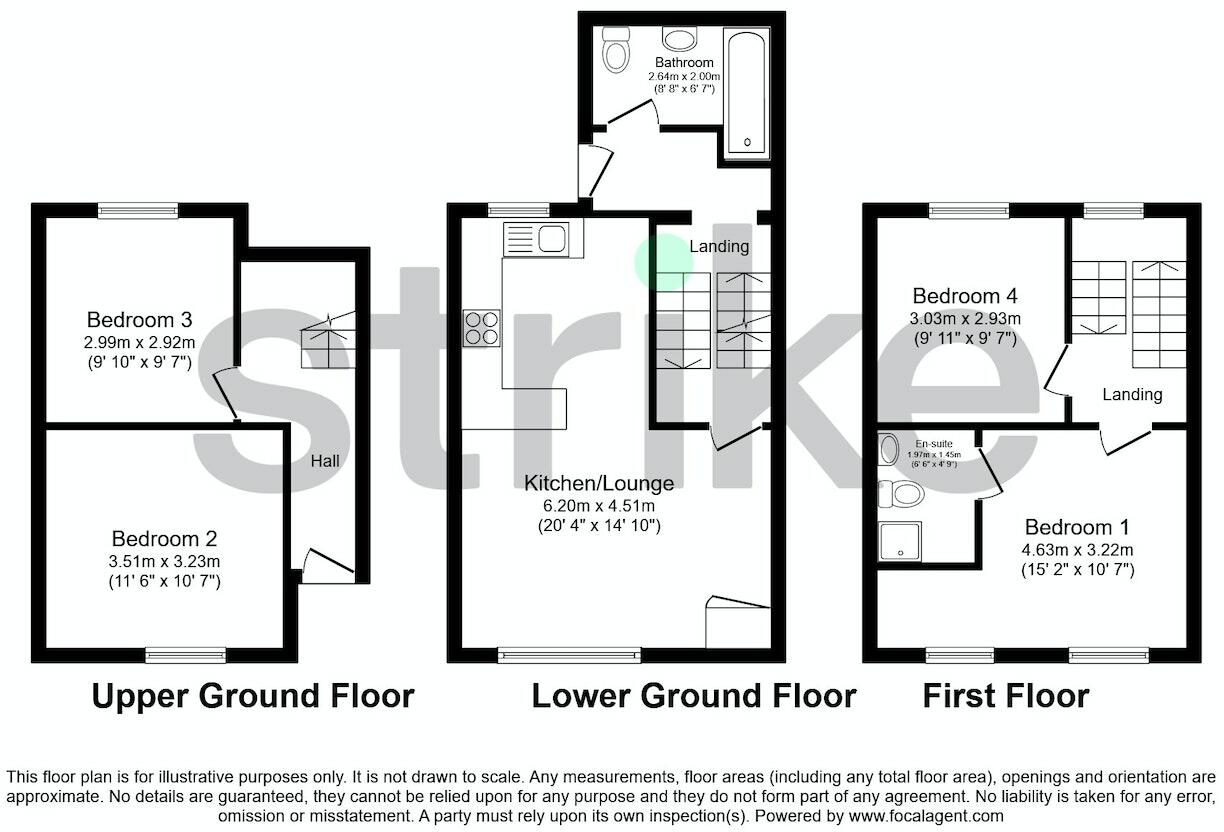 Bathroom
2.64m x 2.00m
(8' 8" x 6' 7")
Landing
Bedroom 3
2.99m x 2.92m
(9' 10" x 9' 7")
Bedroom 4
3.03m x 2.93m
(9' 11" x 9' 7")
strike
Landing
Hall
En-suite
1.97m x 1.45m
(6' 6" x 4' 9")
Kitchen/Lounge
6.20m x 4.51m
(20' 4" x 14' 10")
Bedroom 2
3.51m x 3.23m
(11' 6" x 10' 7")
Bedroom 1
4.63m x 3.22m
(15' 2" x 10' 7")
Upper Ground Floor
Lower Ground Floor
First Floor
This floor plan is for illustrative purposes only. It is not drawn to scale. Any measurements, floor areas (including any total floor area), openings and orientation are
approximate. No details are guaranteed, they cannot be relied upon for any purpose and they do not form part of any agreement. No liability is taken for any error,
omission or misstatement. A party must rely upon its own inspection(s). Powered by www.focalagent.com